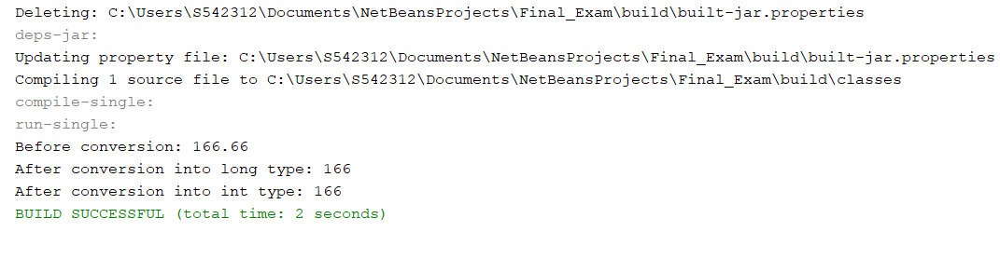 Deleting: C:\Users\S542312\Documents\NetBeansProjects\Final_Exam\build\built-jar.properties
deps-jar:
Updating property file: C:\Users\S542312\Documents\NetBeansProjects\Final_Exam\build\built-jar.properties
Compiling 1 source file to C:\Users\S542312\Documents\NetBeansProjects\Final_Exam\build\classes
compile-single:
run-single:
Before conversion: 166.66
After conversion into long type: 166
After conversion into int type: 166
BUILD SUCCESSFUL (total time: 2 seconds)